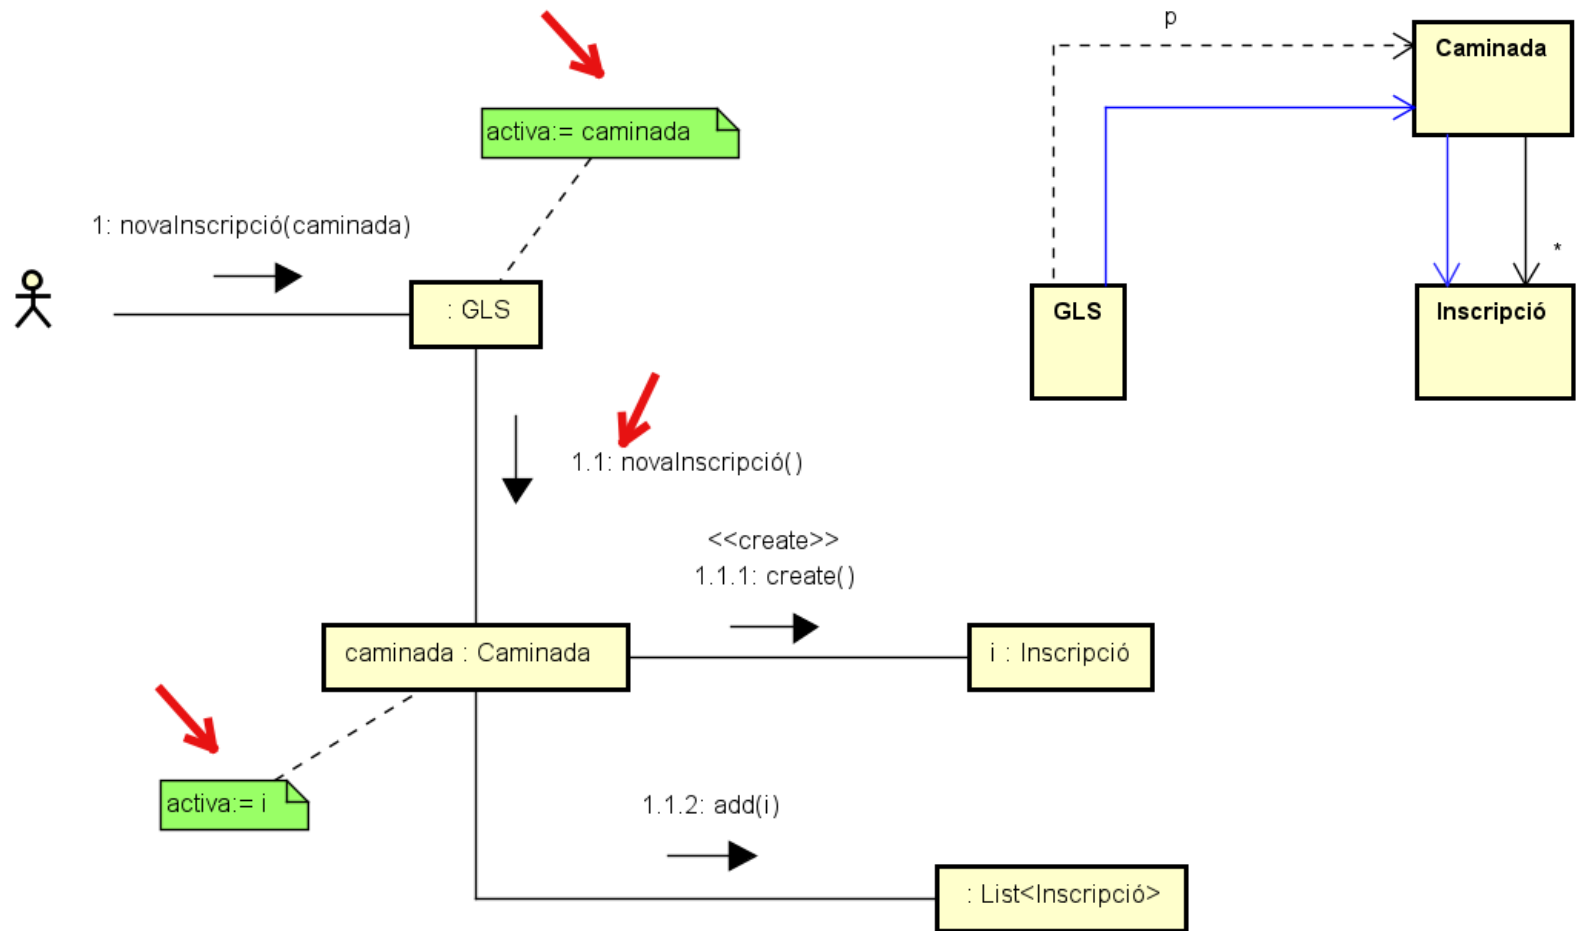 p
Caminada
activa:= caminada
1: novaInscripció(caminada)
*
: GLS
GLS
Inscripció
1.1: novaInscripció()
<<create>>
1.1.1: create()
caminada : Caminada
i : Inscripció
activa:= i
1.1.2: add(i)
: List<Inscripció>